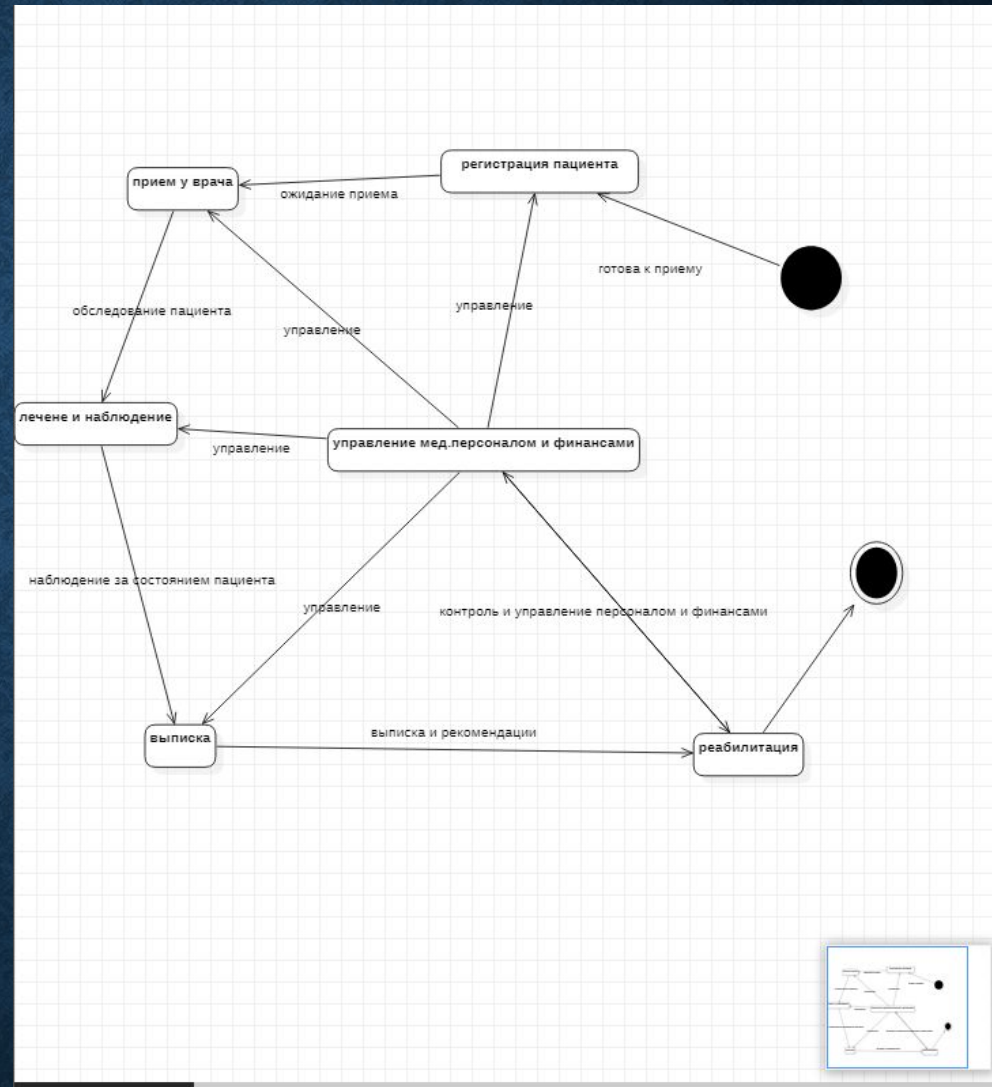 регистрация пациента
прием у врача
ожидание приема
готова к приему
обследование пациента
управление
управление
лечене и наблюдение
управление мед.персоналом и финансами
управление
наблюдение за состоянием пациента
управление
контроль и управление персоналом и финансами
выписка и рекомендации
выписка
реабилитация